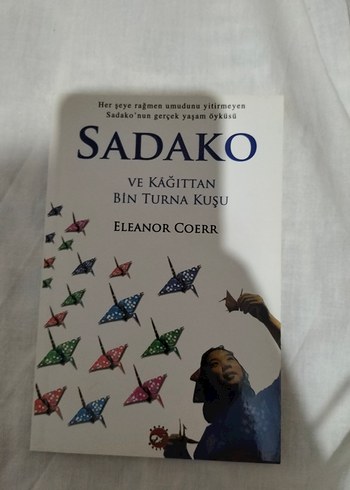 Her şeye rağmen umudunu yitirmeyen
Sadako'nun gerçek yaşam öyküsü
SADAKO
VE KÂĞITTAN
BİN TURNA KUŞU
ELEANOR COERR